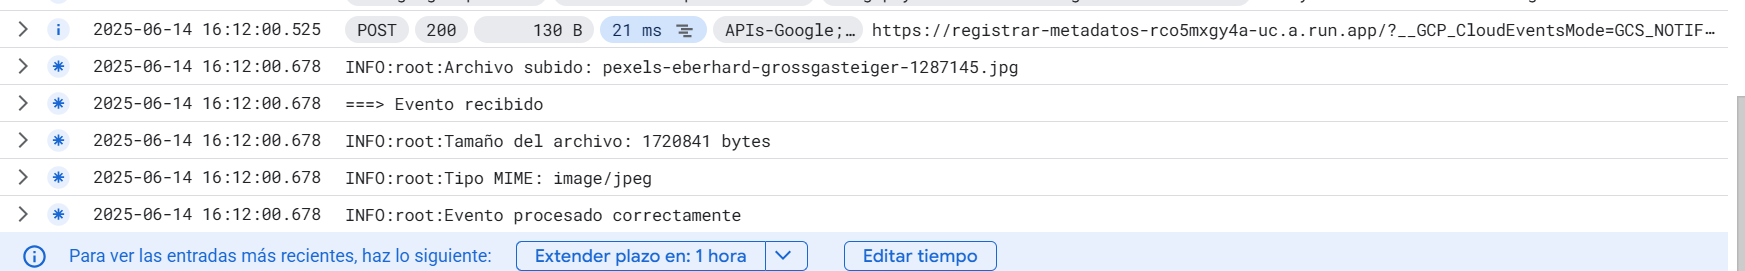 2025-06-14 16:12:00.525 POST 200 130 B 21 ms APIs-Google;… https://registrar-metadatos-rco5mxgy4a-uc.a.run.app/?__GCP_CloudEventsMode=GCS_NOTIF…
2025-06-14 16:12:00.678 INFO:root:Archivo subido: pexels-eberhard-grossgasteiger-1287145.jpg
2025-06-14 16:12:00.678 ===> Evento recibido
2025-06-14 16:12:00.678 INFO:root:Tamaño del archivo: 1720841 bytes
2025-06-14 16:12:00.678 INFO:root:Tipo MIME: image/jpeg
2025-06-14 16:12:00.678 INFO:root:Evento procesado correctamente
Para ver las entradas más recientes, haz lo siguiente: Extender plazo en: 1 hora Editar tiempo